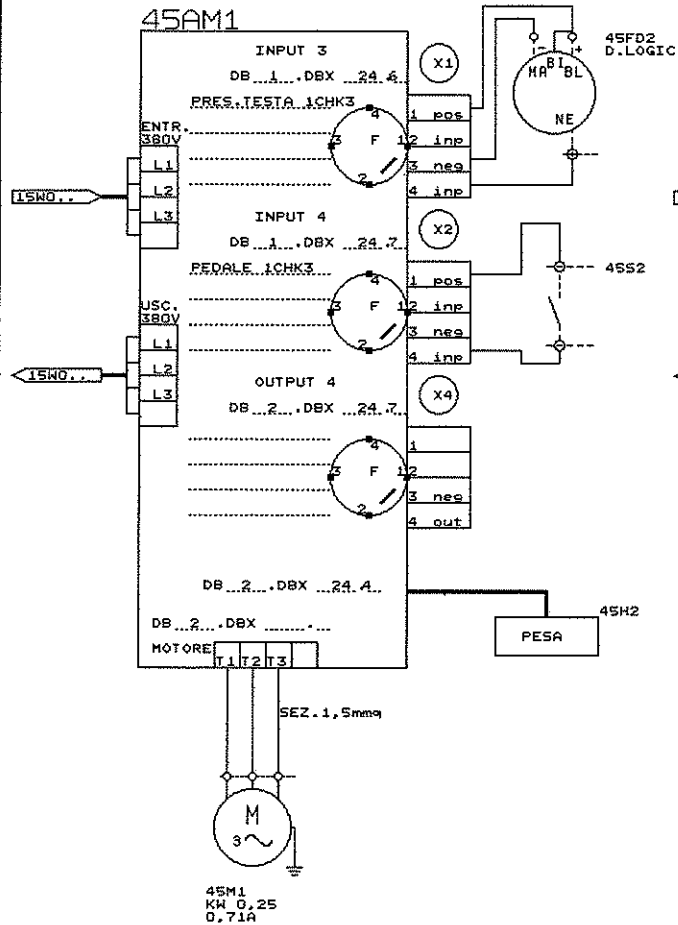 45AM1
INPUT 3
DB 1 .DBX 24.6
X1
PRES.TESTA 1CHK3
ENTR.
380V
L1
L2
L3
15W0..
4
3 F 1
2
1 pos
2 inp
3 neg
4 inp
45FD2
D.LOGIC
- +
MA BI BL
NE
INPUT 4
DB 1 .DBX 24.7
X2
PEDALE 1CHK3
USC.
380V
L1
L2
L3
15W0..
4
3 F 1
2
1 pos
2 inp
3 neg
4 inp
45S2
OUTPUT 4
DB 2 .DBX 24.7
X4
4
3 F 1
2
1
2
3 neg
4 out
DB 2 .DBX 24.4
45H2
PESA
DB 2 .DBX .
MOTORE
T1 T2 T3
SEZ.1,5mmq
M
3~
45M1
KW 0,25
0,71A